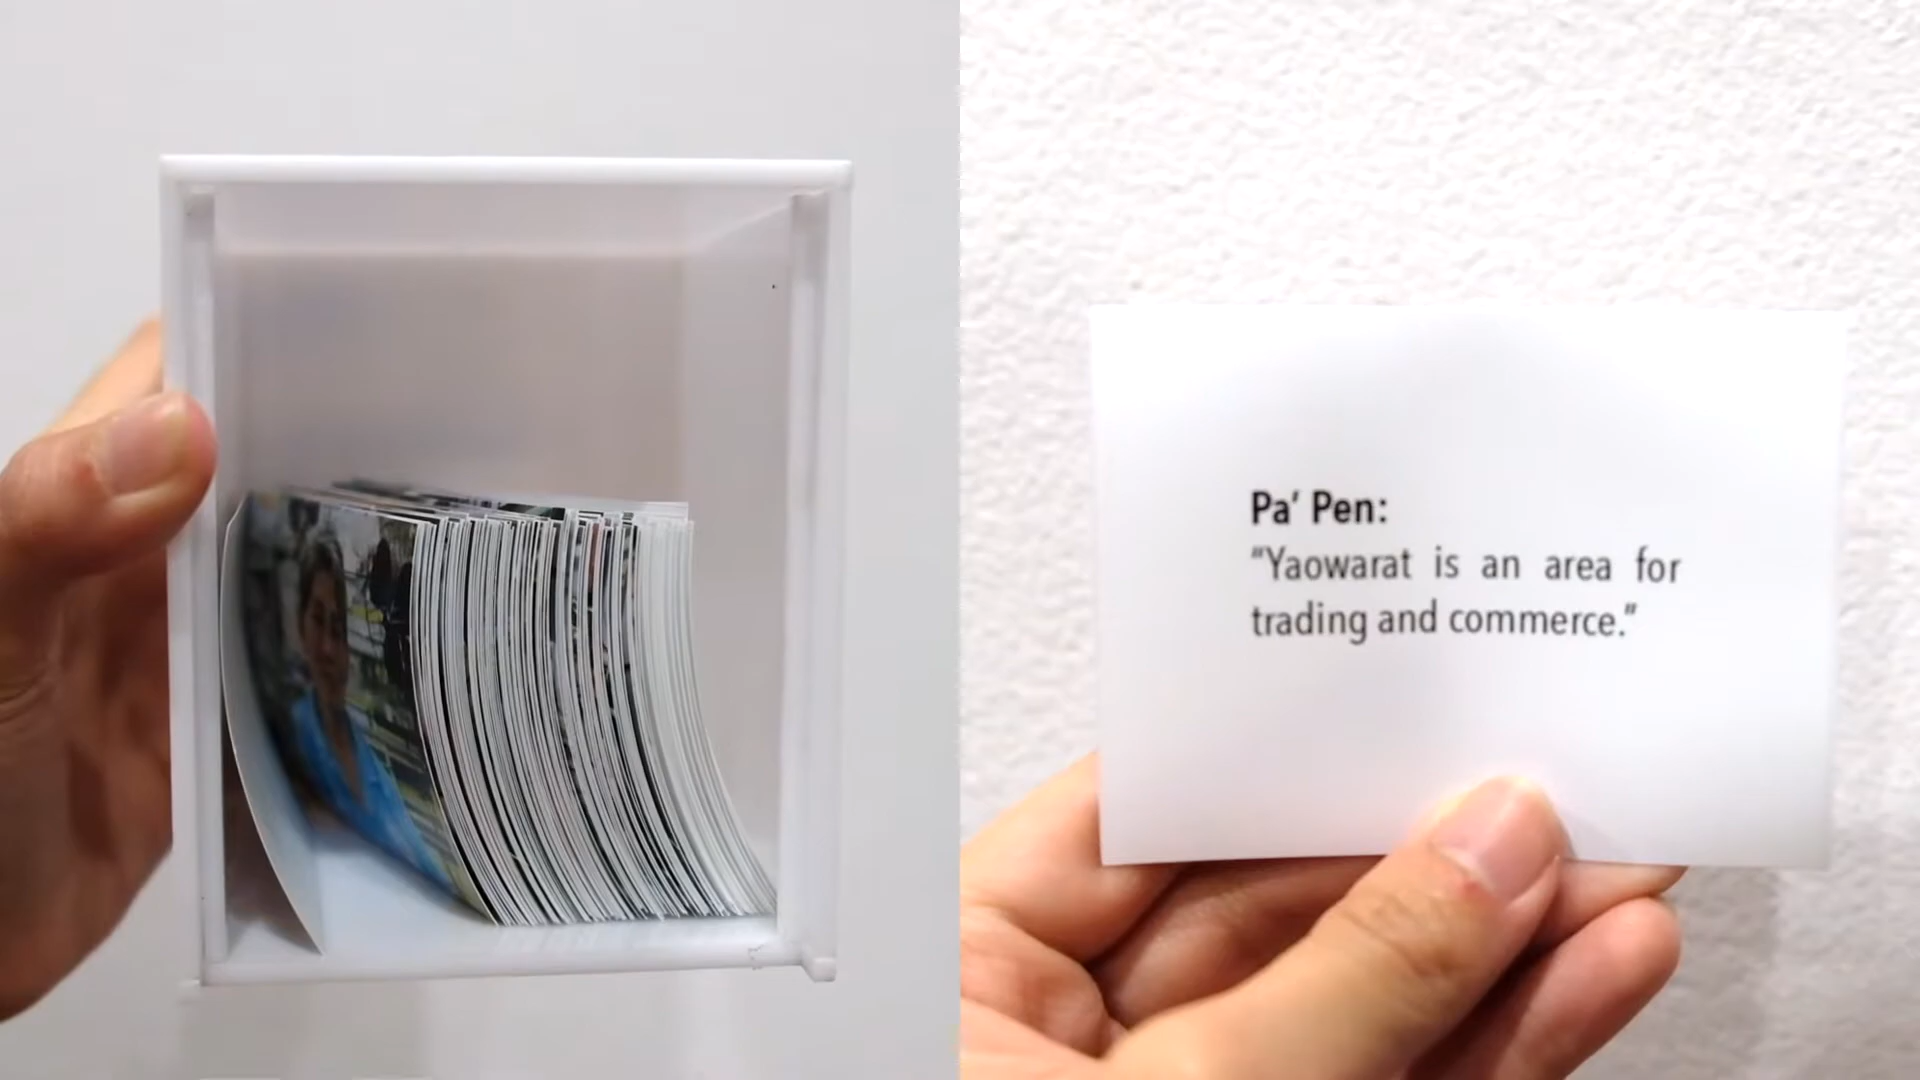 Pa’ Pen:
“Yaowarat is an area for
trading and commerce.”